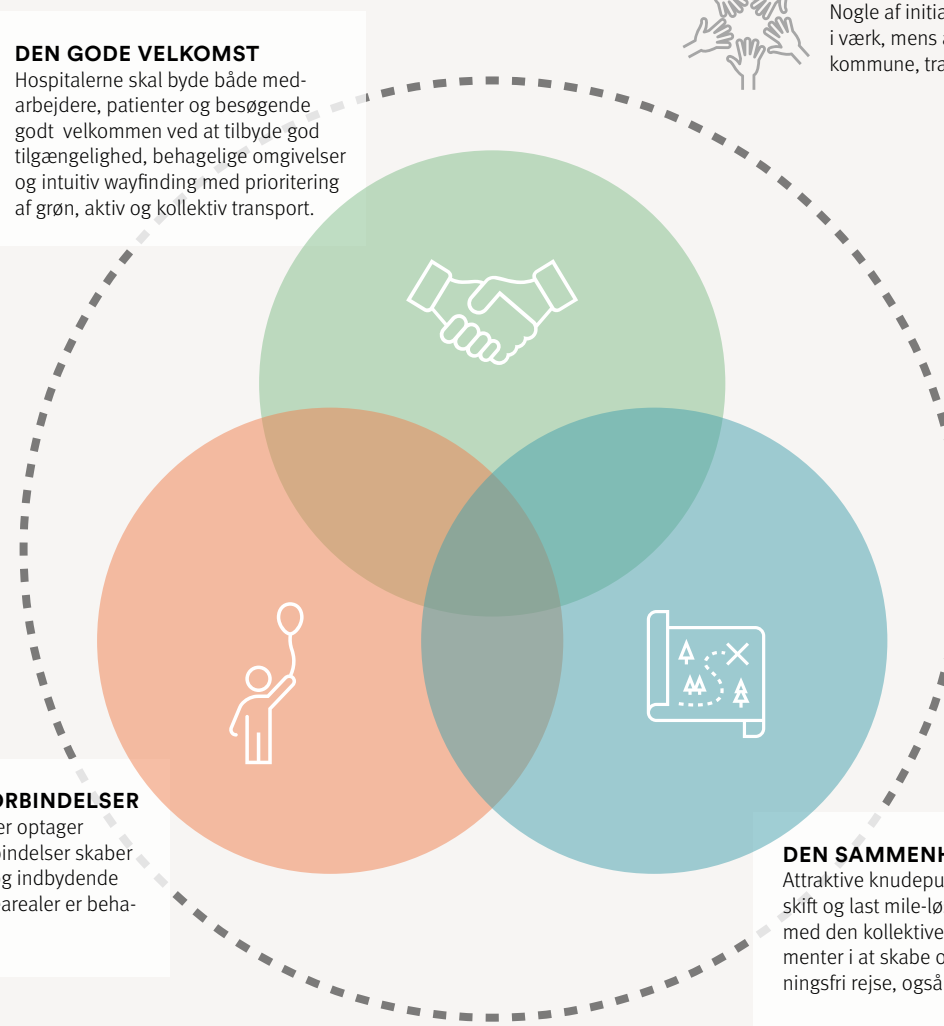 DEN GODE VELKOMST
Hospitalerne skal byde både med-
arbejdere, patienter og besøgende
godt velkommen ved at tilbyde god
tilgængelighed, behagelige omgivelser
og intuitiv wayfinding med prioritering
af grøn, aktiv og kollektiv transport.
Nogle af initia
i værk, mens a
kommune, tra
ORBINDELSER
er optager
bindelser skaber
og indbydende
arealer er beha-
DEN SAMMENH
Attraktive knudepu
skift og last mile-lø
med den kollektive
menter i at skabe o
ningsfri rejse, også